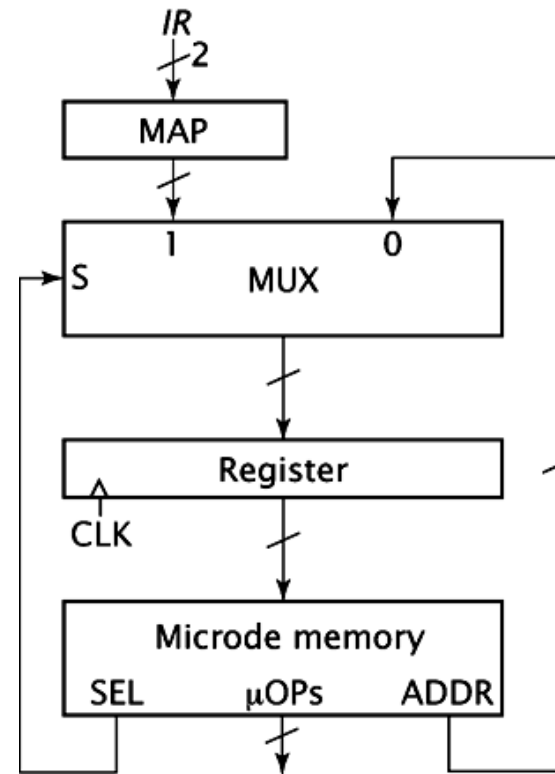 IR
2
MAP
1 0
S MUX
Register
CLK
Microde memory
SEL μOPs ADDR